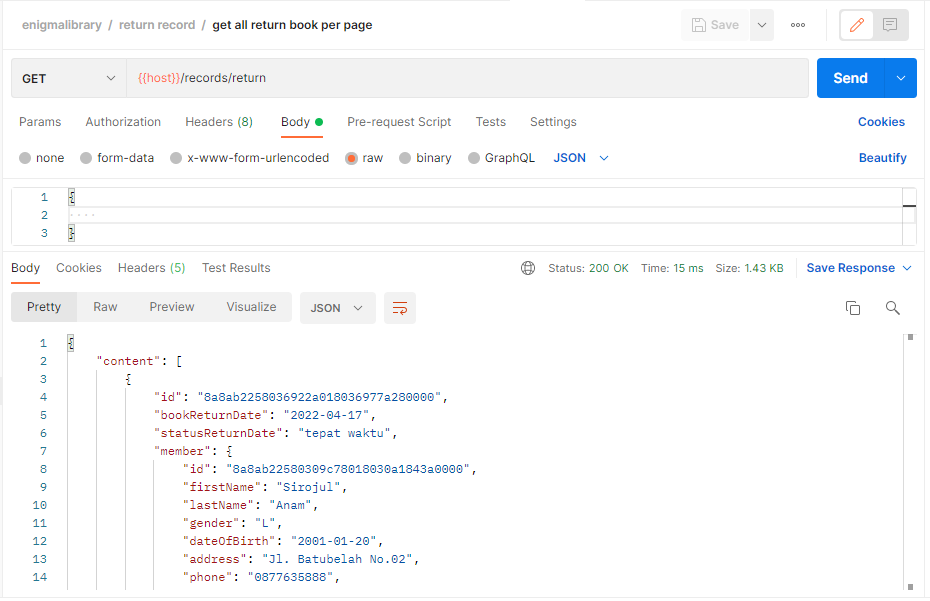 enigmalibrary / return record / get all return book per page
Save
GET {{host}}/records/return Send
Params Authorization Headers (8) Body Pre-request Script Tests Settings Cookies
none form-data x-www-form-urlencoded raw binary GraphQL JSON Beautify
1 {
2 ····
3 }
Body Cookies Headers (5) Test Results Status: 200 OK Time: 15 ms Size: 1.43 KB Save Response
Pretty Raw Preview Visualize JSON
1 {
2 "content": [
3 {
4 "id": "8a8ab2258036922a018036977a280000",
5 "bookReturnDate": "2022-04-17",
6 "statusReturnDate": "tepat waktu",
7 "member": {
8 "id": "8a8ab22580309c78018030a1843a0000",
9 "firstName": "Sirojul",
10 "lastName": "Anam",
11 "gender": "L",
12 "dateOfBirth": "2001-01-20",
13 "address": "Jl. Batubelah No.02",
14 "phone": "0877635888",